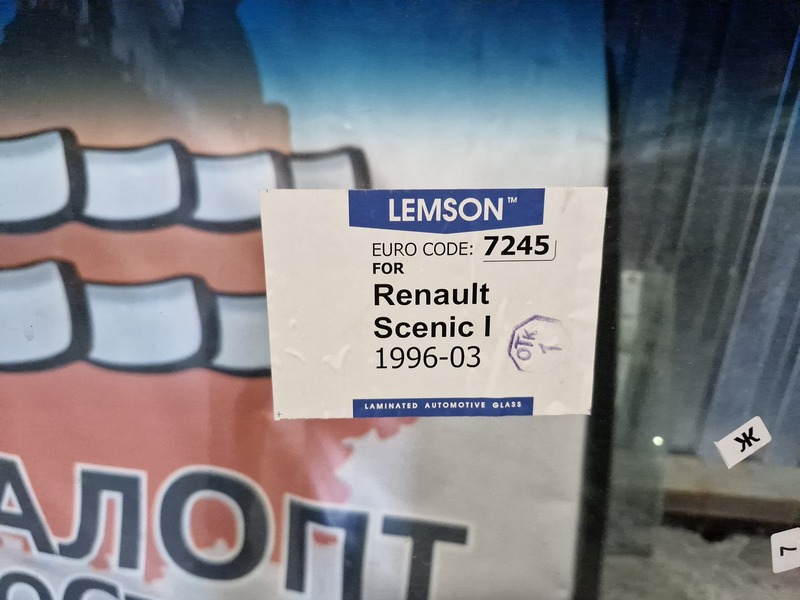 LEMSON™
EURO CODE: 7245
FOR
Renault
Scenic I
1996-03
ОТК
1
LAMINATED AUTOMOTIVE GLASS
Ж
7
АЛОПТ